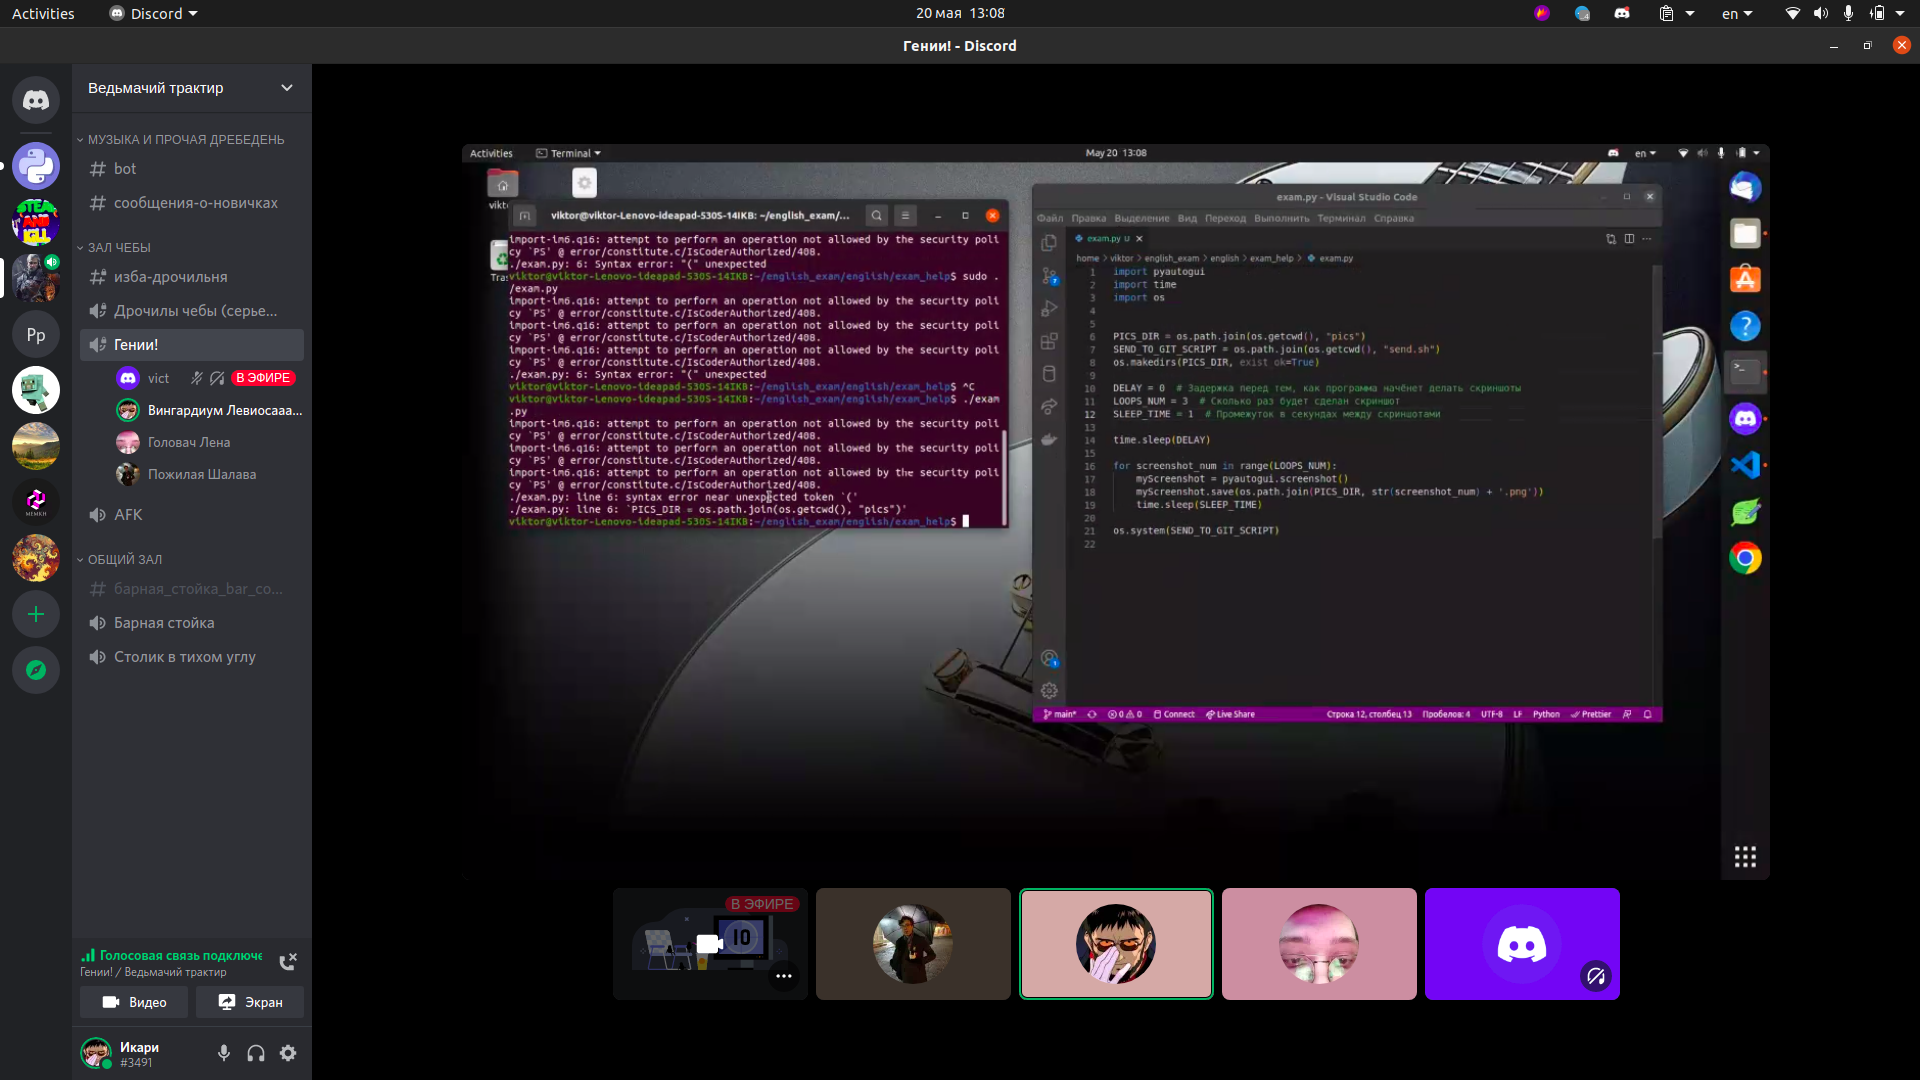 Activities
Discord
20 мая 13:08
en
Гении! - Discord
Ведьмачий трактир
МУЗЫКА И ПРОЧАЯ ДРЕБЕДЕНЬ
bot
сообщения-о-новичках
ЗАЛ ЧЕБЫ
изба-дрочильня
Дрочилы чебы (серье...
Гении!
vict
В ЭФИРЕ
Вингардиум Левиосааа...
Головач Лена
Пожилая Шалава
AFK
ОБЩИЙ ЗАЛ
барная_стойка_bar_co...
Барная стойка
Столик в тихом углу
STEAL AND KILL
Pp
Голосовая связь подключе
Гении! / Ведьмачий трактир
Видео
Экран
Икари
#3491
Activities
Terminal
May 20 13:08
en
viktor@viktor-Lenovo-ideapad-530S-14IKB: ~/english_exam/...
import-im6.q16: attempt to perform an operation not allowed by the security poli
cy `PS' @ error/constitute.c/IsCoderAuthorized/408.
./exam.py: 6: Syntax error: "(" unexpected
viktor@viktor-Lenovo-ideapad-530S-14IKB:~/english_exam/english/exam_help$ sudo .
/exam.py
import-im6.q16: attempt to perform an operation not allowed by the security poli
cy `PS' @ error/constitute.c/IsCoderAuthorized/408.
import-im6.q16: attempt to perform an operation not allowed by the security poli
cy `PS' @ error/constitute.c/IsCoderAuthorized/408.
import-im6.q16: attempt to perform an operation not allowed by the security poli
cy `PS' @ error/constitute.c/IsCoderAuthorized/408.
./exam.py: 6: Syntax error: "(" unexpected
viktor@viktor-Lenovo-ideapad-530S-14IKB:~/english_exam/english/exam_help$ ^C
viktor@viktor-Lenovo-ideapad-530S-14IKB:~/english_exam/english/exam_help$ ./exam
.py
import-im6.q16: attempt to perform an operation not allowed by the security poli
cy `PS' @ error/constitute.c/IsCoderAuthorized/408.
import-im6.q16: attempt to perform an operation not allowed by the security poli
cy `PS' @ error/constitute.c/IsCoderAuthorized/408.
import-im6.q16: attempt to perform an operation not allowed by the security poli
cy `PS' @ error/constitute.c/IsCoderAuthorized/408.
./exam.py: line 6: syntax error near unexpected token `('
./exam.py: line 6: `PICS_DIR = os.path.join(os.getcwd(), "pics")'
viktor@viktor-Lenovo-ideapad-530S-14IKB:~/english_exam/english/exam_help$
exam.py - Visual Studio Code
Файл Правка Выделение Вид Переход Выполнить Терминал Справка
exam.py U
home > viktor > english_exam > english > exam_help > exam.py
1 import pyautogui
2 import time
3 import os
4
5
6 PICS_DIR = os.path.join(os.getcwd(), "pics")
7 SEND_TO_GIT_SCRIPT = os.path.join(os.getcwd(), "send.sh")
8 os.makedirs(PICS_DIR, exist_ok=True)
9
10 DELAY = 0 # Задержка перед тем, как программа начёнет делать скриншоты
11 LOOPS_NUM = 3 # Сколько раз будет сделан скриншот
12 SLEEP_TIME = 1 # Промежуток в секундах между скриншотами
13
14 time.sleep(DELAY)
15
16 for screenshot_num in range(LOOPS_NUM):
17 myScreenshot = pyautogui.screenshot()
18 myScreenshot.save(os.path.join(PICS_DIR, str(screenshot_num) + '.png'))
19 time.sleep(SLEEP_TIME)
20
21 os.system(SEND_TO_GIT_SCRIPT)
22
main* 0 0 Connect Live Share Строка 12, столбец 13 Пробелов: 4 UTF-8 LF Python Prettier
В ЭФИРЕ